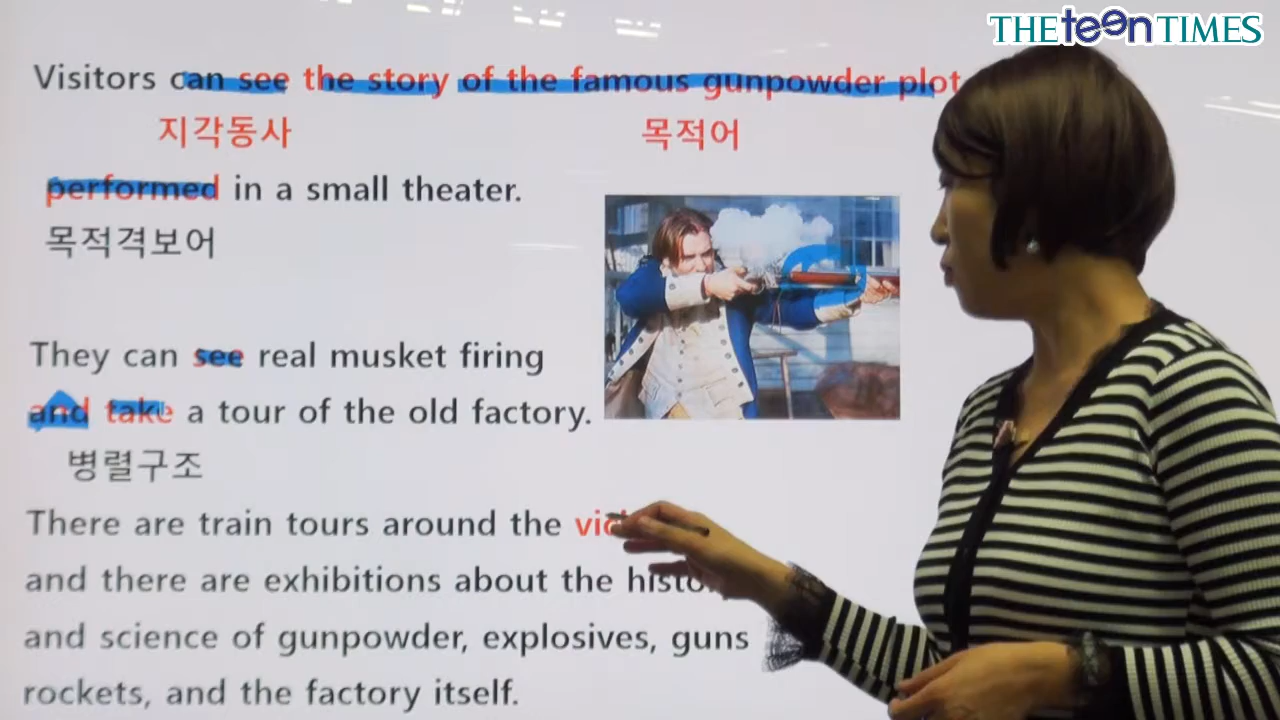 THE teen TIMES
Visitors can see the story of the famous gunpowder plot
지각동사 목적어
performed in a small theater.
목적격보어
They can see real musket firing
and take a tour of the old factory.
병렬구조
There are train tours around the
and there are exhibitions about the
and science of gunpowder, explosives, guns
rockets, and the factory itself.